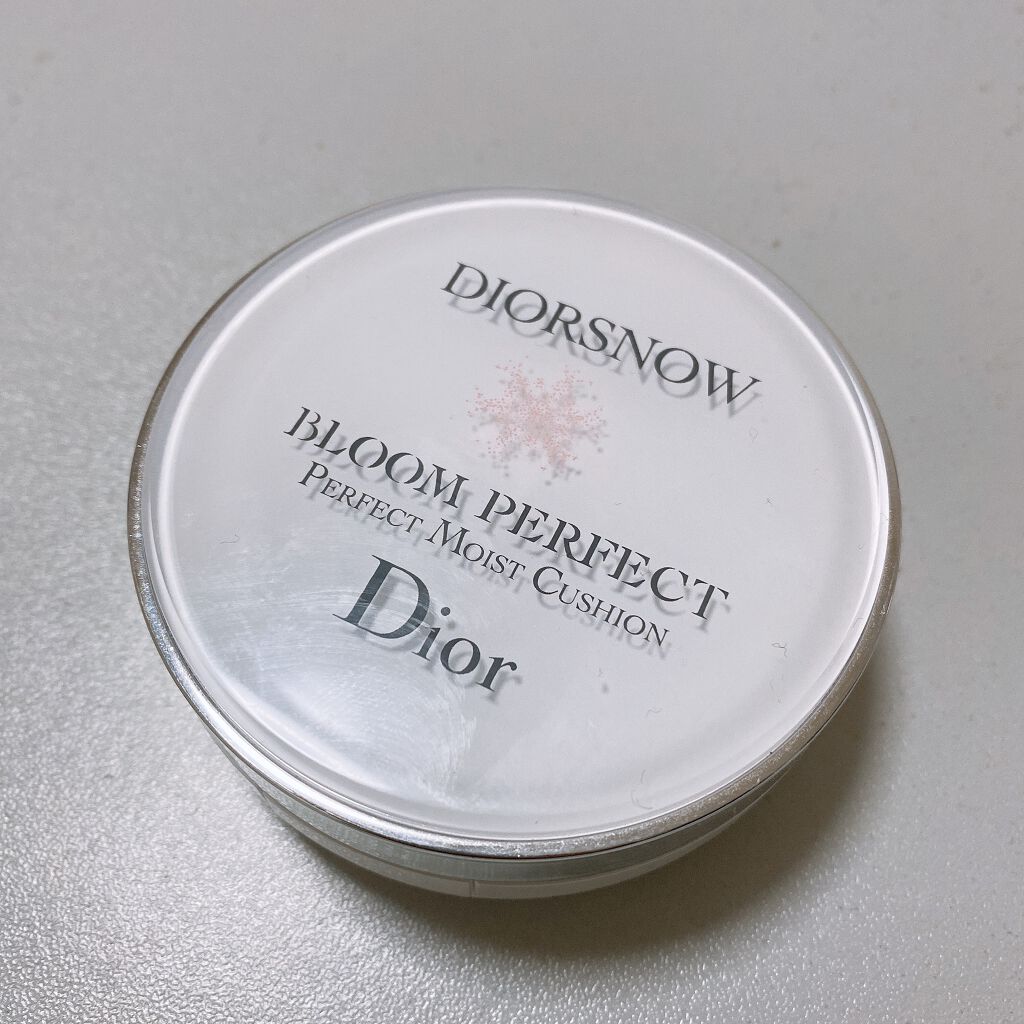 DIORSNOW
BLOOM PERFECT
PERFECT MOIST CUSHION
Dior